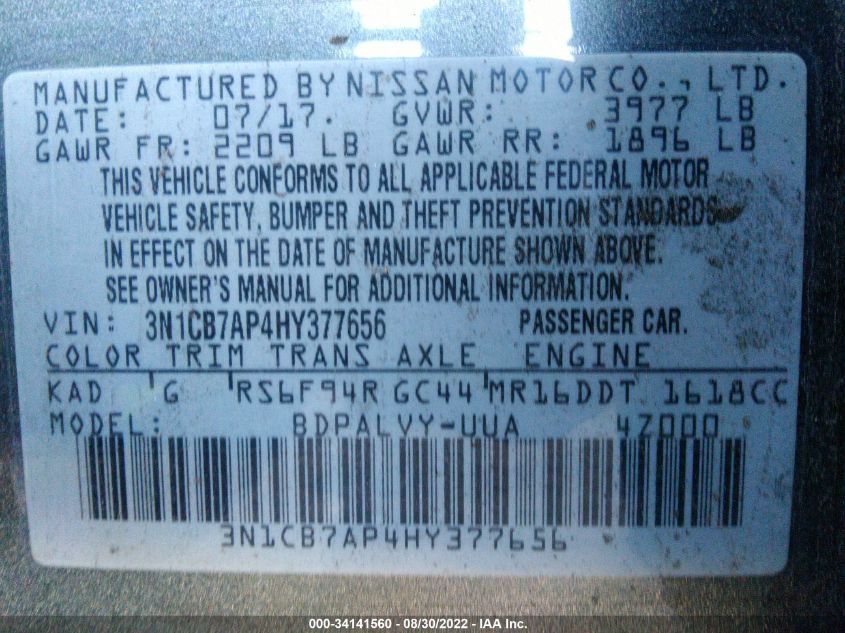 MANUFACTURED BY NISSAN MOTOR CO., LTD.
DATE: 07/17. GVWR: 3977 LB
GAWR FR: 2209 LB GAWR RR: 1896 LB
THIS VEHICLE CONFORMS TO ALL APPLICABLE FEDERAL MOTOR
VEHICLE SAFETY, BUMPER AND THEFT PREVENTION STANDARDS
IN EFFECT ON THE DATE OF MANUFACTURE SHOWN ABOVE.
SEE OWNER'S MANUAL FOR ADDITIONAL INFORMATION.
VIN: 3N1CB7AP4HY377656 PASSENGER CAR.
COLOR TRIM TRANS AXLE ENGINE
KAD G RS6F94R GC44 MR16DDT 1618CC
MODEL: BDPALVY-UUA 4Z000
3N1CB7AP4HY377656
000-34141560 - 08/30/2022 - IAA Inc.